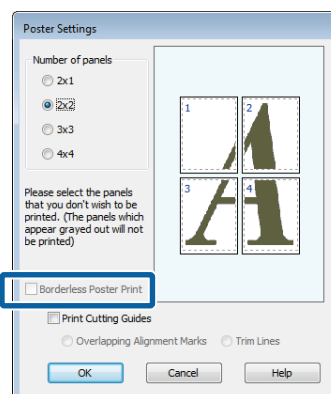 Poster Settings
Number of panels
2x1
2x2
3x3
4x4
1 2
3 4
A
Please select the panels
that you don't wish to be
printed. (The panels which
appear grayed out will not
be printed)
Borderless Poster Print
Print Cutting Guides
Overlapping Alignment Marks Trim Lines
OK Cancel Help